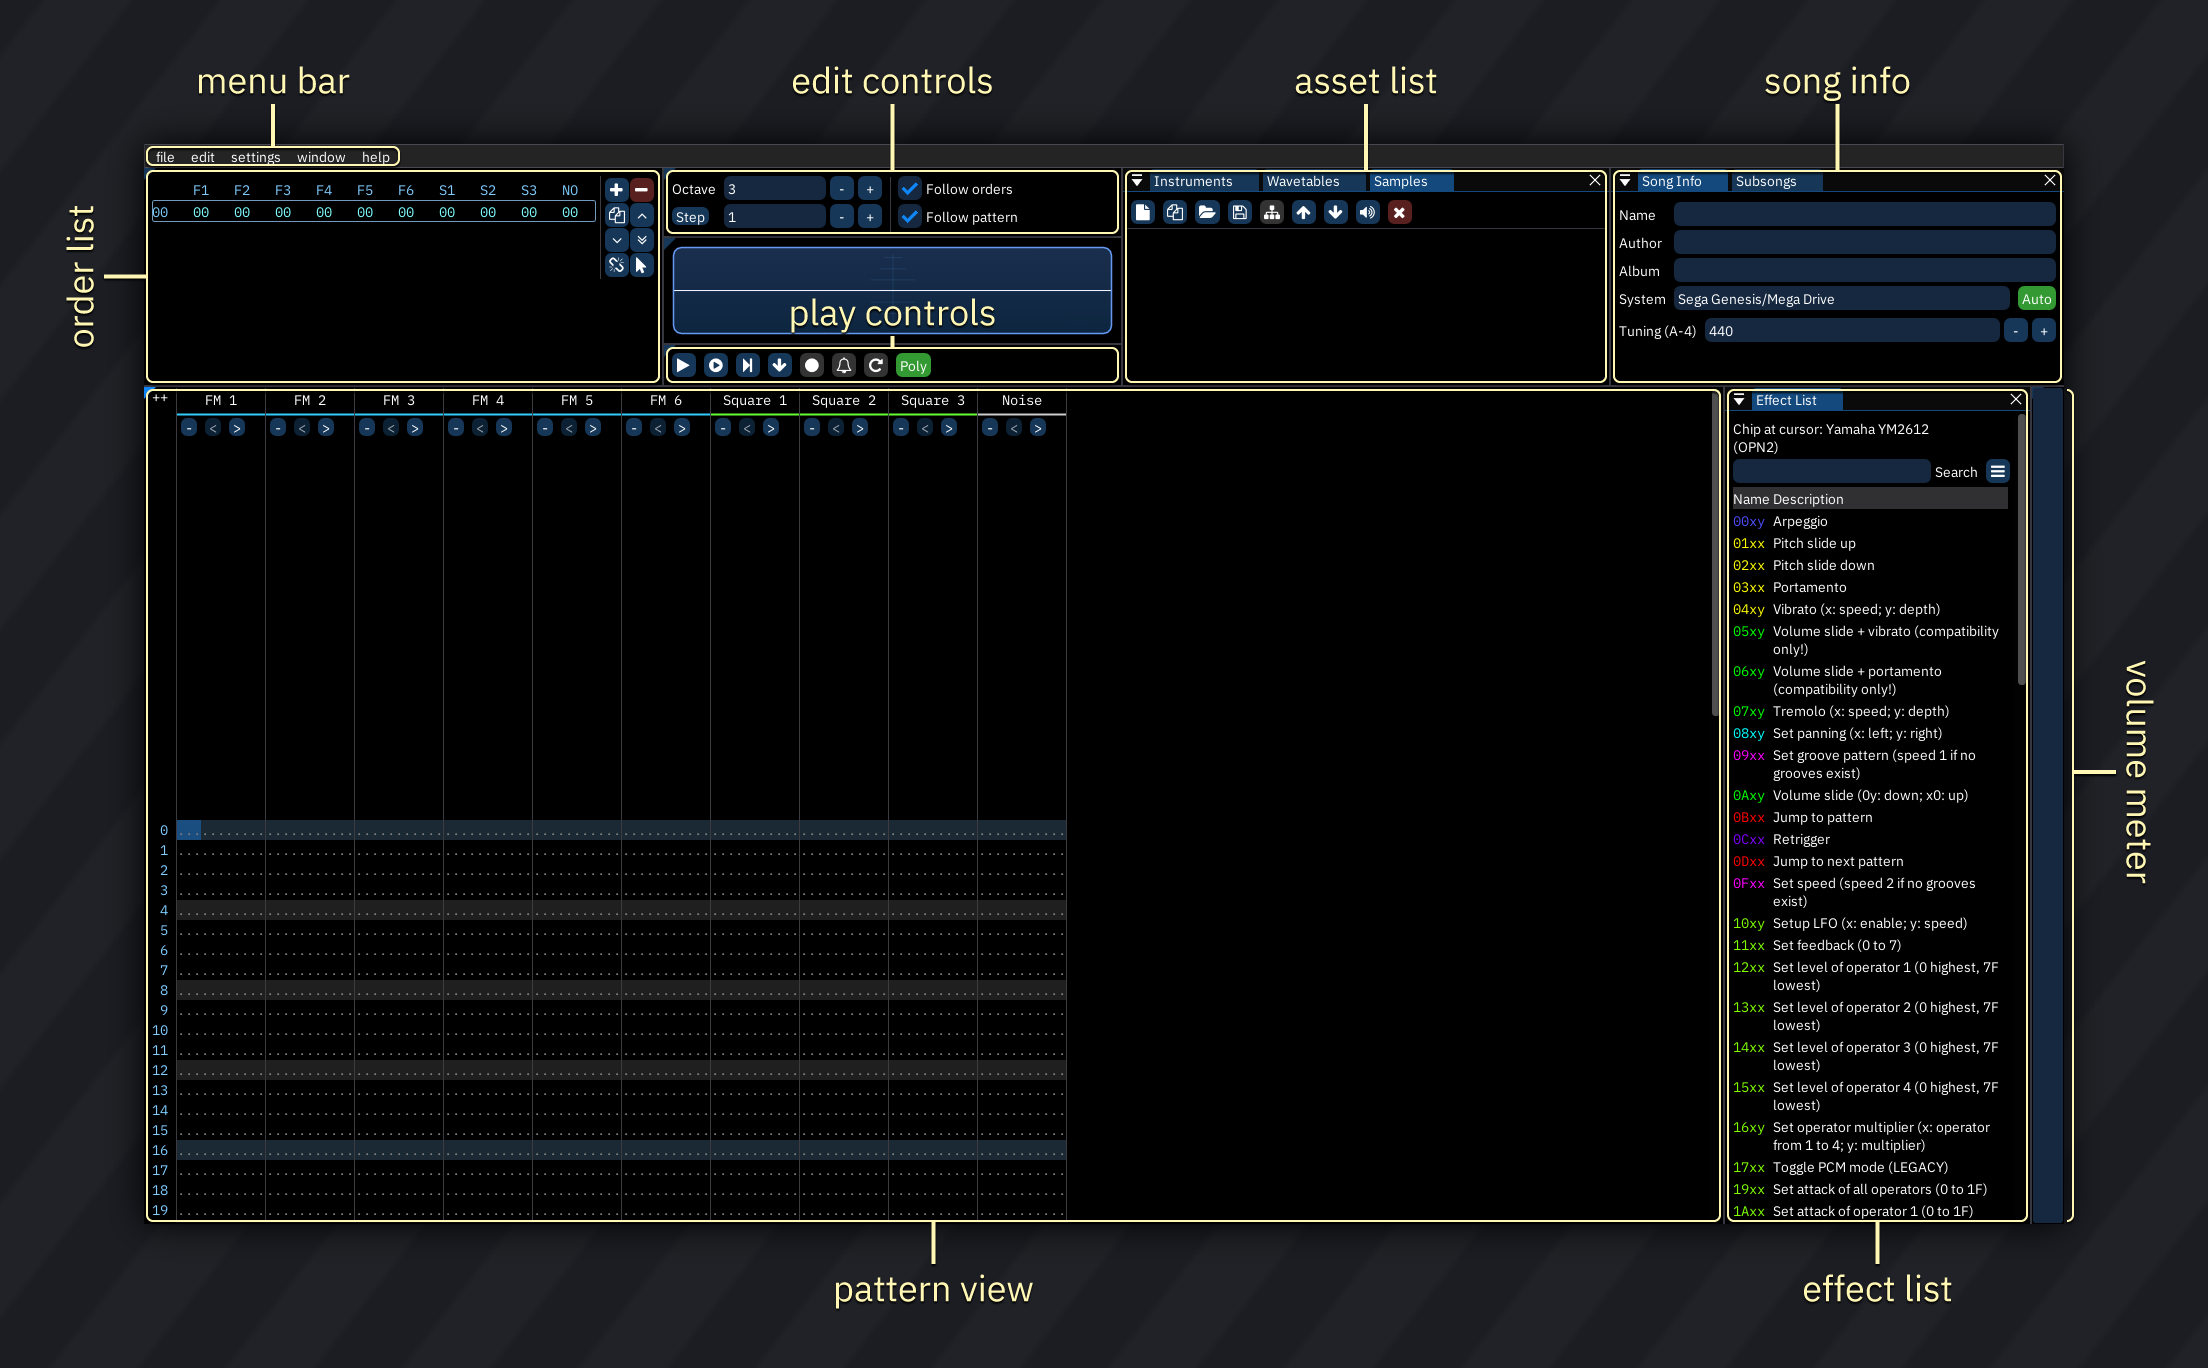 menu bar
edit controls
asset list
song info
file edit settings window help
order list
F1 F2 F3 F4 F5 F6 S1 S2 S3 NO
00 00 00 00 00 00 00 00 00 00 00
Octave 3 - + Follow orders
Step 1 - + Follow pattern
play controls
Poly
Instruments Wavetables Samples
Song Info Subsongs
Name
Author
Album
System Sega Genesis/Mega Drive Auto
Tuning (A-4) 440 - +
++ FM 1 FM 2 FM 3 FM 4 FM 5 FM 6 Square 1 Square 2 Square 3 Noise
- < > - < > - < > - < > - < > - < > - < > - < > - < > - < >
0
1
2
3
4
5
6
7
8
9
10
11
12
13
14
15
16
17
18
19
Effect List
Chip at cursor: Yamaha YM2612
(OPN2)
Search
Name Description
00xy Arpeggio
01xx Pitch slide up
02xx Pitch slide down
03xx Portamento
04xy Vibrato (x: speed; y: depth)
05xy Volume slide + vibrato (compatibility
only!)
06xy Volume slide + portamento
(compatibility only!)
07xy Tremolo (x: speed; y: depth)
08xy Set panning (x: left; y: right)
09xx Set groove pattern (speed 1 if no
grooves exist)
0Axy Volume slide (0y: down; x0: up)
0Bxx Jump to pattern
0Cxx Retrigger
0Dxx Jump to next pattern
0Fxx Set speed (speed 2 if no grooves
exist)
10xy Setup LFO (x: enable; y: speed)
11xx Set feedback (0 to 7)
12xx Set level of operator 1 (0 highest, 7F
lowest)
13xx Set level of operator 2 (0 highest, 7F
lowest)
14xx Set level of operator 3 (0 highest, 7F
lowest)
15xx Set level of operator 4 (0 highest, 7F
lowest)
16xy Set operator multiplier (x: operator
from 1 to 4; y: multiplier)
17xx Toggle PCM mode (LEGACY)
19xx Set attack of all operators (0 to 1F)
1Axx Set attack of operator 1 (0 to 1F)
volume meter
pattern view
effect list